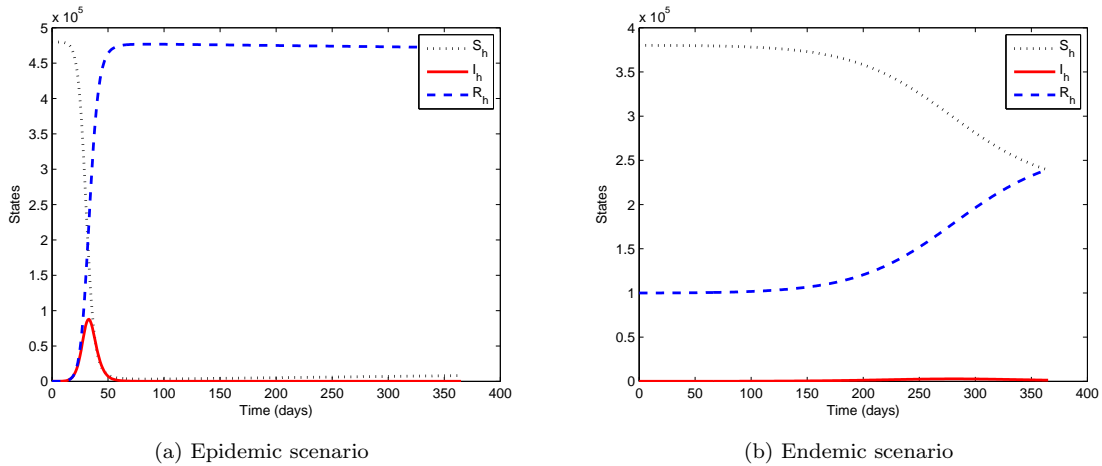 x 10^5
5
4.5
4
3.5
3
2.5
2
1.5
1
0.5
0
States
0 50 100 150 200 250 300 350 400
Time (days)
S_h
I_h
R_h
(a) Epidemic scenario
x 10^5
4
3.5
3
2.5
2
1.5
1
0.5
0
States
0 50 100 150 200 250 300 350 400
Time (days)
S_h
I_h
R_h
(b) Endemic scenario